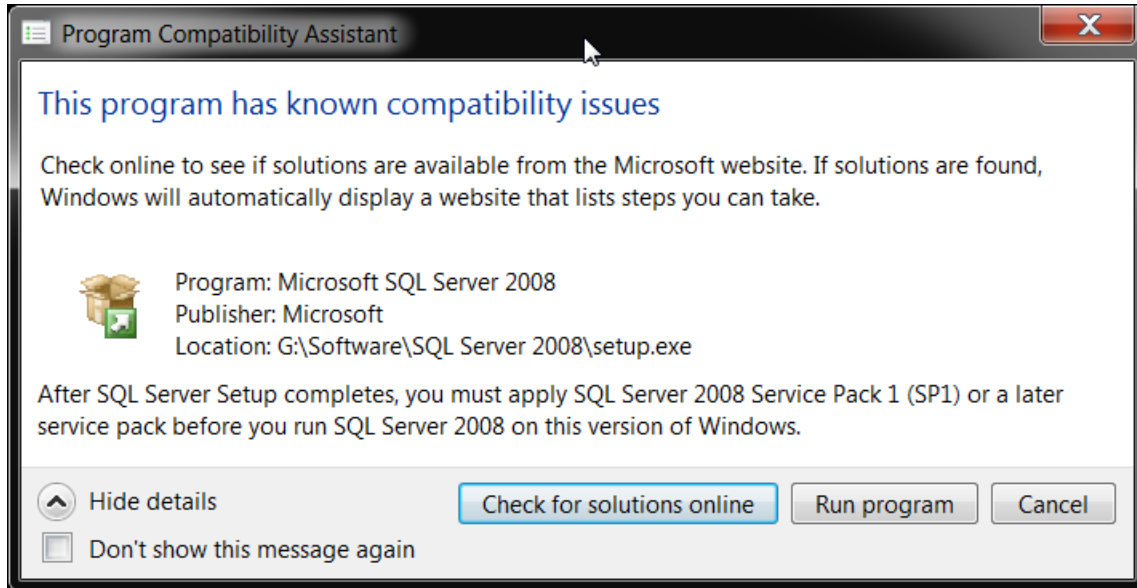 Program Compatibility Assistant
This program has known compatibility issues
Check online to see if solutions are available from the Microsoft website. If solutions are found,
Windows will automatically display a website that lists steps you can take.
Program: Microsoft SQL Server 2008
Publisher: Microsoft
Location: G:\Software\SQL Server 2008\setup.exe
After SQL Server Setup completes, you must apply SQL Server 2008 Service Pack 1 (SP1) or a later
service pack before you run SQL Server 2008 on this version of Windows.
Hide details
Check for solutions online
Run program
Cancel
Don't show this message again